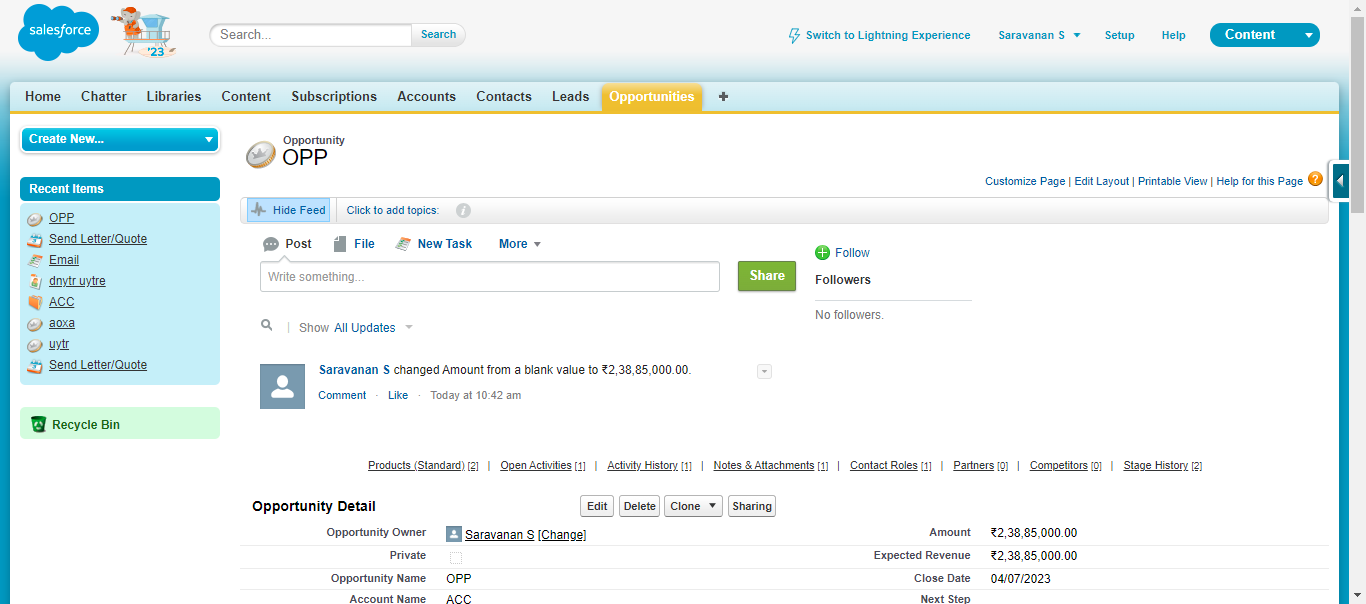 salesforce
'23
Search...
Search
Switch to Lightning Experience
Saravanan S
Setup
Help
Content
Home Chatter Libraries Content Subscriptions Accounts Contacts Leads Opportunities +
Create New...
Recent Items
OPP
Send Letter/Quote
Email
dnytr uytre
ACC
aoxa
uytr
Send Letter/Quote
Recycle Bin
Opportunity
OPP
Customize Page | Edit Layout | Printable View | Help for this Page ?
Hide Feed
Click to add topics: i
Post File New Task More
Write something...
Share
Follow
Followers
No followers.
Show All Updates
Saravanan S changed Amount from a blank value to ₹2,38,85,000.00.
Comment · Like · Today at 10:42 am
Products (Standard) [2] | Open Activities [1] | Activity History [1] | Notes & Attachments [1] | Contact Roles [1] | Partners [0] | Competitors [0] | Stage History [2]
Opportunity Detail
Edit Delete Clone Sharing
Opportunity Owner Saravanan S [Change] Amount ₹2,38,85,000.00
Private Expected Revenue ₹2,38,85,000.00
Opportunity Name OPP Close Date 04/07/2023
Account Name ACC Next Step